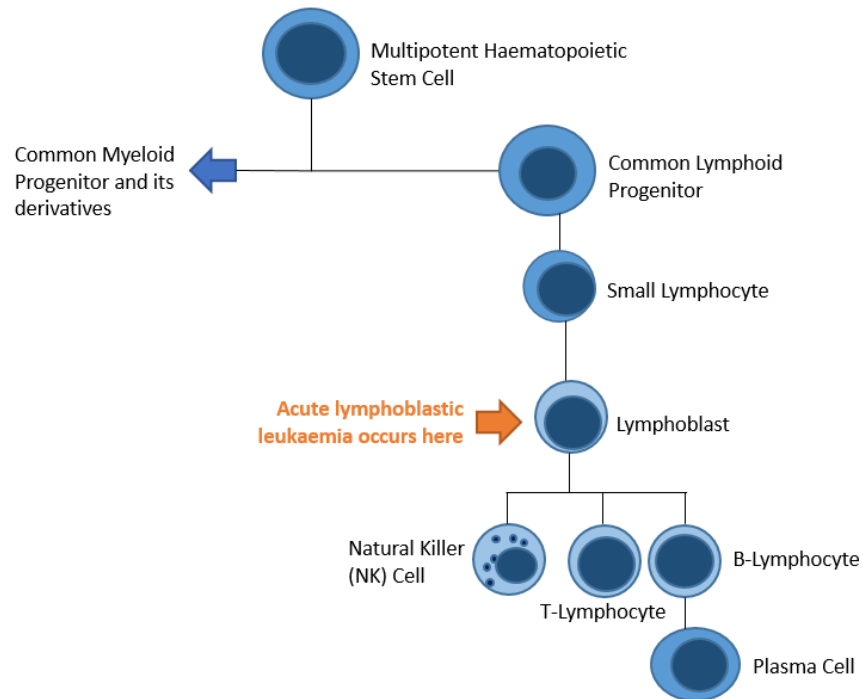 Multipotent Haematopoietic
Stem Cell
Common Myeloid
Progenitor and its
derivatives
Common Lymphoid
Progenitor
Small Lymphocyte
Acute lymphoblastic
leukaemia occurs here
Lymphoblast
Natural Killer
(NK) Cell
T-Lymphocyte
B-Lymphocyte
Plasma Cell